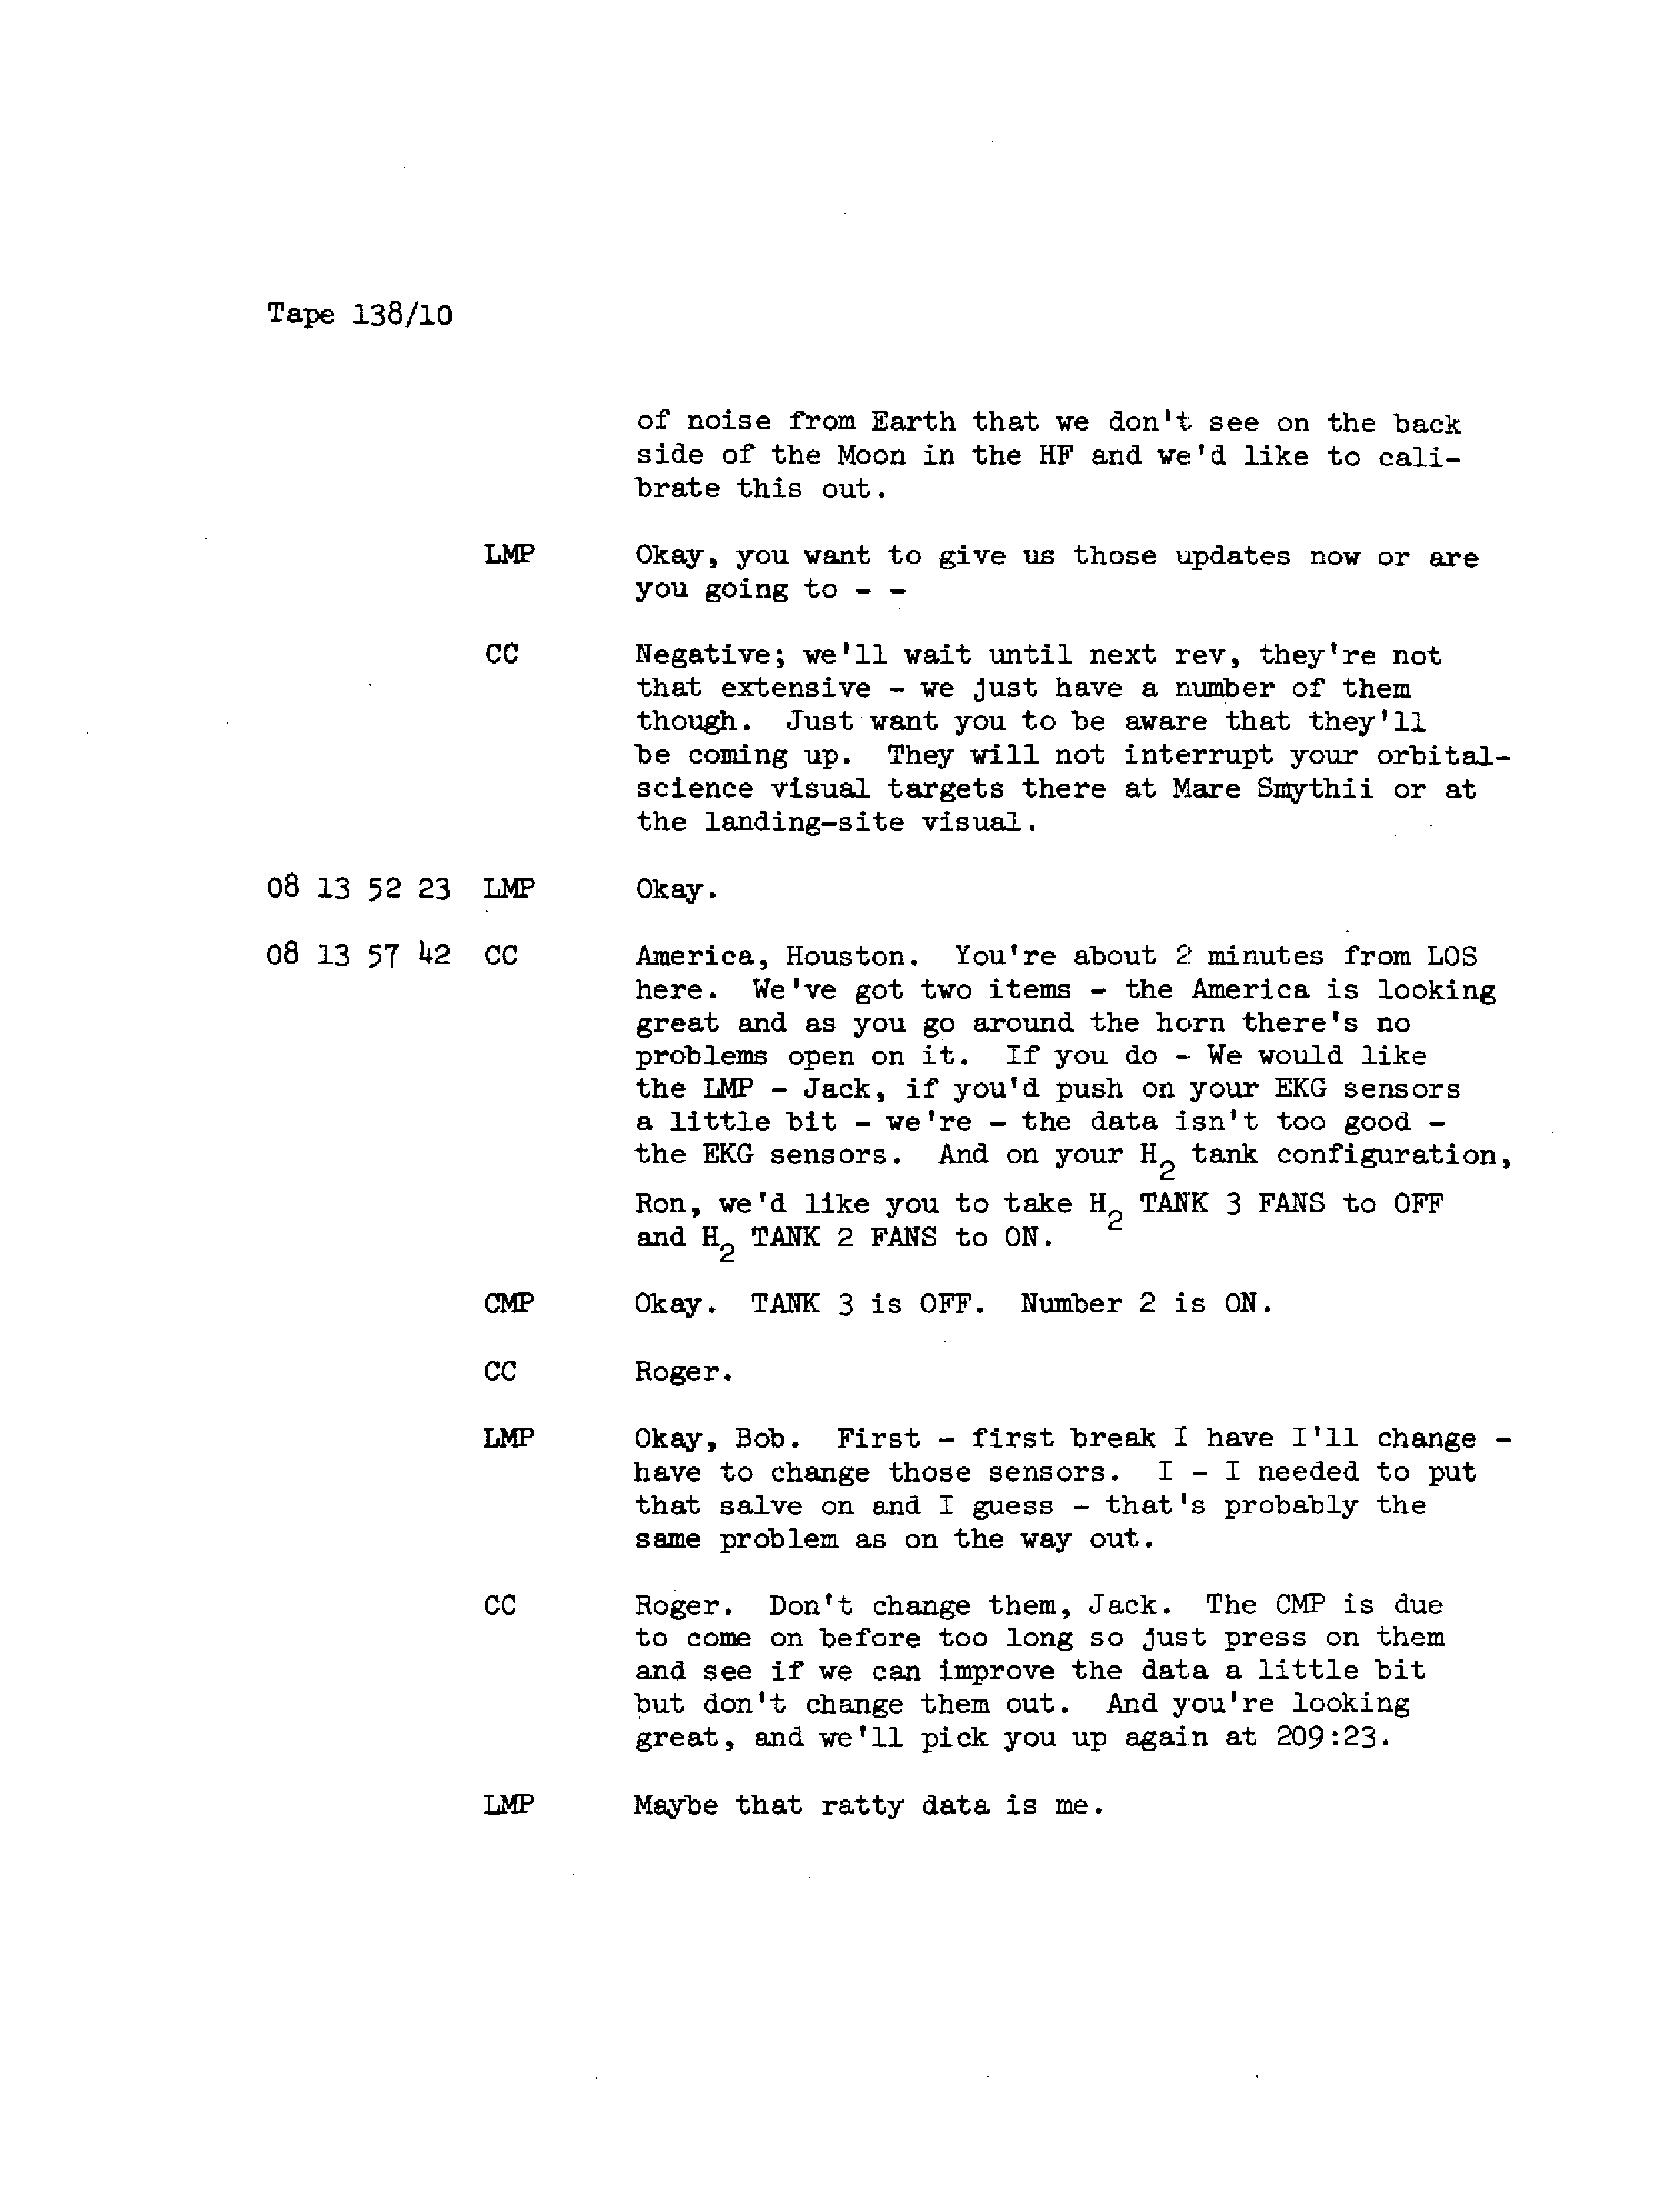 Tape 138/10
of noise from Earth that we don't see on the back
side of the Moon in the HF and we'd like to cali-
brate this out.
LMP Okay, you want to give us those updates now or are
you going to - -
CC Negative; we'll wait until next rev, they're not
that extensive - we just have a number of them
though. Just want you to be aware that they'll
be coming up. They will not interrupt your orbital-
science visual targets there at Mare Smythii or at
the landing-site visual.
08 13 52 23 LMP Okay.
08 13 57 42 CC America, Houston. You're about 2 minutes from LOS
here. We've got two items - the America is looking
great and as you go around the horn there's no
problems open on it. If you do - We would like
the LMP - Jack, if you'd push on your EKG sensors
a little bit - we're - the data isn't too good -
the EKG sensors. And on your H₂ tank configuration,
Ron, we'd like you to take H₂ TANK 3 FANS to OFF
and H₂ TANK 2 FANS to ON.
CMP Okay. TANK 3 is OFF. Number 2 is ON.
CC Roger.
LMP Okay, Bob. First - first break I have I'll change -
have to change those sensors. I - I needed to put
that salve on and I guess - that's probably the
same problem as on the way out.
CC Roger. Don't change them, Jack. The CMP is due
to come on before too long so just press on them
and see if we can improve the data a little bit
but don't change them out. And you're looking
great, and we'll pick you up again at 209:23.
LMP Maybe that ratty data is me.